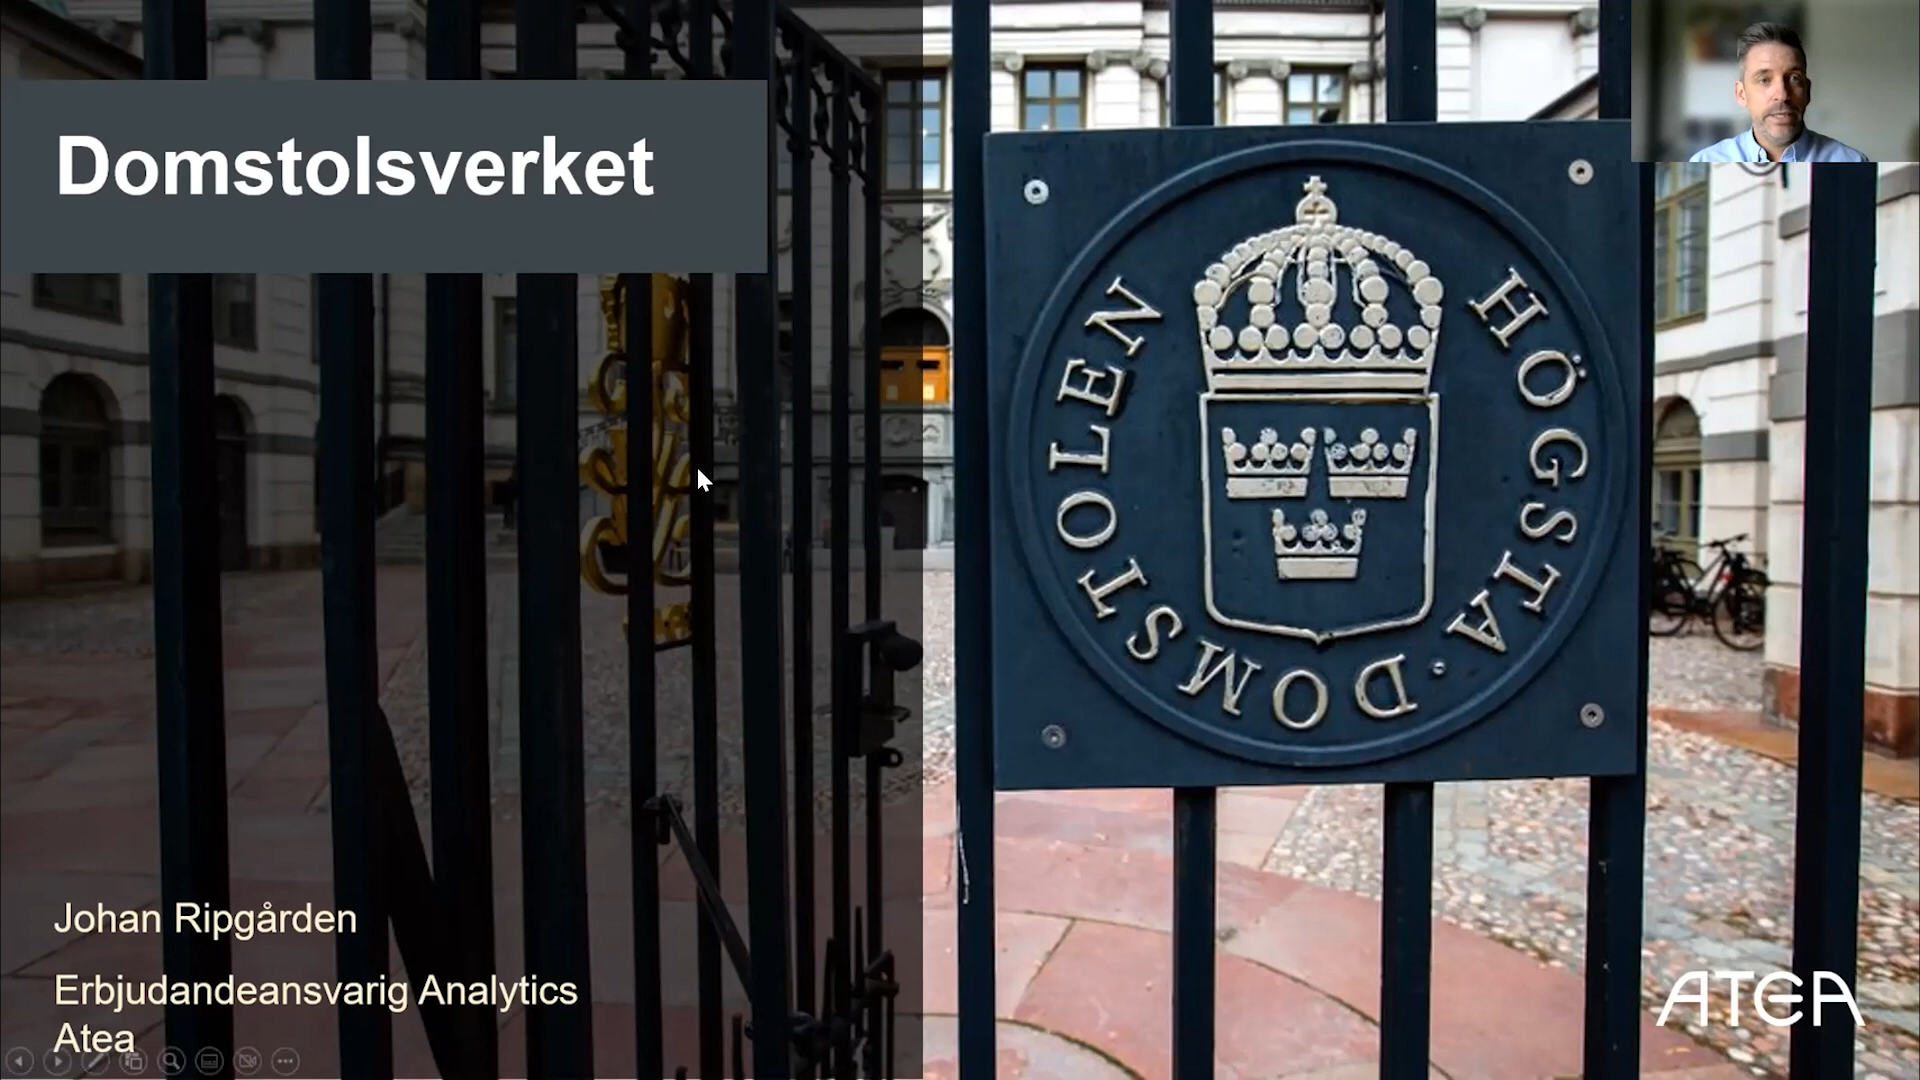 Domstolsverket
HÖGSTA · DOMSTOLEN
Johan Ripgården
Erbjudandeansvarig Analytics
Atea
ATEA